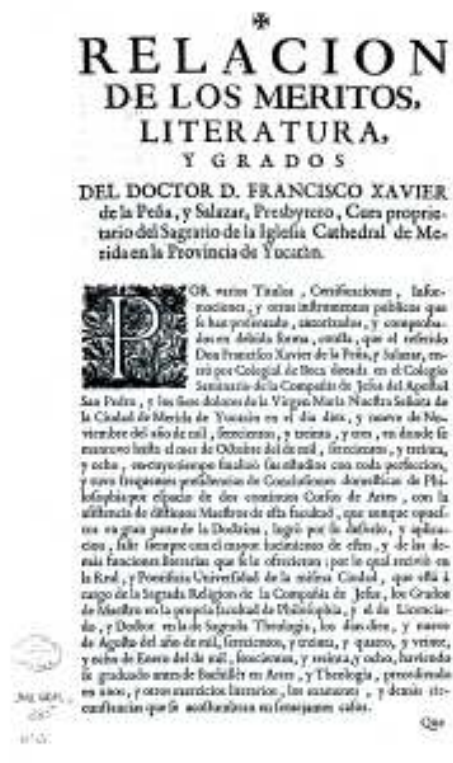 RELACION
DE LOS MERITOS,
LITERATURA,
Y GRADOS
DEL DOCTOR D. FRANCISCO XAVIER
de la Peña, y Salazar, Presbytero, Cura proprie-
tario del Sagrario de la Iglesia Cathedral de Me-
rida en la Provincia de Yucatàn.
POR varios Titulos, Certificaciones, Infor-
maciones, y otros instrumentos publicos que
se han presentado, autorizados, y comproba-
dos en debida forma, consta, que el referido
Don Francisco Xavier de la Peña, y Salazar, en-
trò por Colegial de Beca dorada en el Colegio
Seminario de la Compañia de Jesus del Apostol
San Pedro, y los siete dolores de la Virgen Maria Nuestra Señora de
la Ciudad de Merida de Yucatàn en el dia diez, y nueve de No-
viembre del año de mil, setecientos, y treinta, y tres, en donde se
mantuvo hasta el mes de Octubre del de mil, setecientos, y treinta,
y ocho, en cuyo tiempo finalizò sus estudios con toda perfeccion,
y tuvo frequentes presidencias de Conclusiones domesticas de Phi-
losophia por espacio de dos continuos Cursos de Artes, con la
asistencia de distintos Maestros de esta facultad, que aunque opues-
tos en gran parte de la Doctrina, logrò por su desvelo, y aplica-
cion, salir siempre con el mayor lucimiento de estos, y de las de-
màs funciones literarias que se le ofrecieron; por lo qual recivió en
la Real, y Pontificia Universidad de la misma Ciudad, que està à
cargo de la Sagrada Religion de la Compañia de Jesus, los Grados
de Maestro en la propria facultad de Philosophia, y el de Licencia-
do, y Doctor en la de Sagrada Theologia, los dias diez, y nueve
de Agosto del año de mil, setecientos, y treinta, y quatro, y veinte,
y ocho de Enero del de mil, setecientos, y treinta, y ocho, haviendo
se graduado antes de Bachillèr en Artes, y Theologia, precediendo
en unos, y otros exercicios literarios, los examenes, y demàs cir-
cunstancias que se acostumbran en semejantes casos.
Que